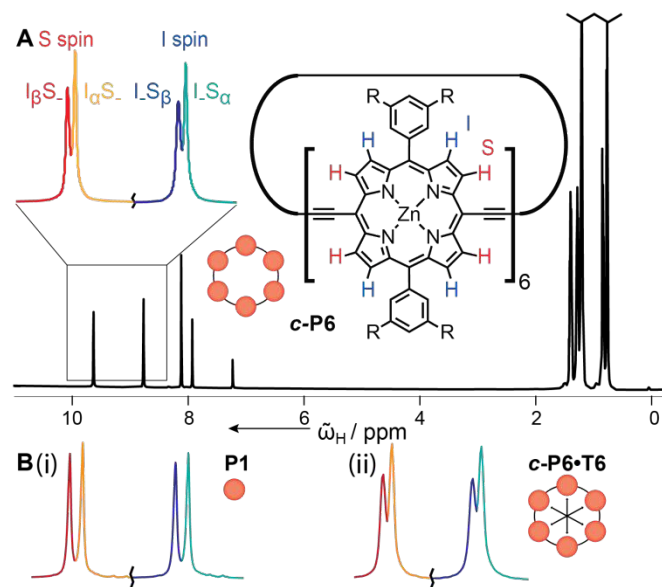 A
S spin
I spin
IβS₋
IαS₋
I₋Sβ
I₋Sα
R
R
H
I
H
S
H
H
N
N
Zn
N
N
H
H
H
H
6
c-P6
R
R
10
8
6
4
2
0
ω̃H / ppm
B (i)
P1
(ii)
c-P6•T6